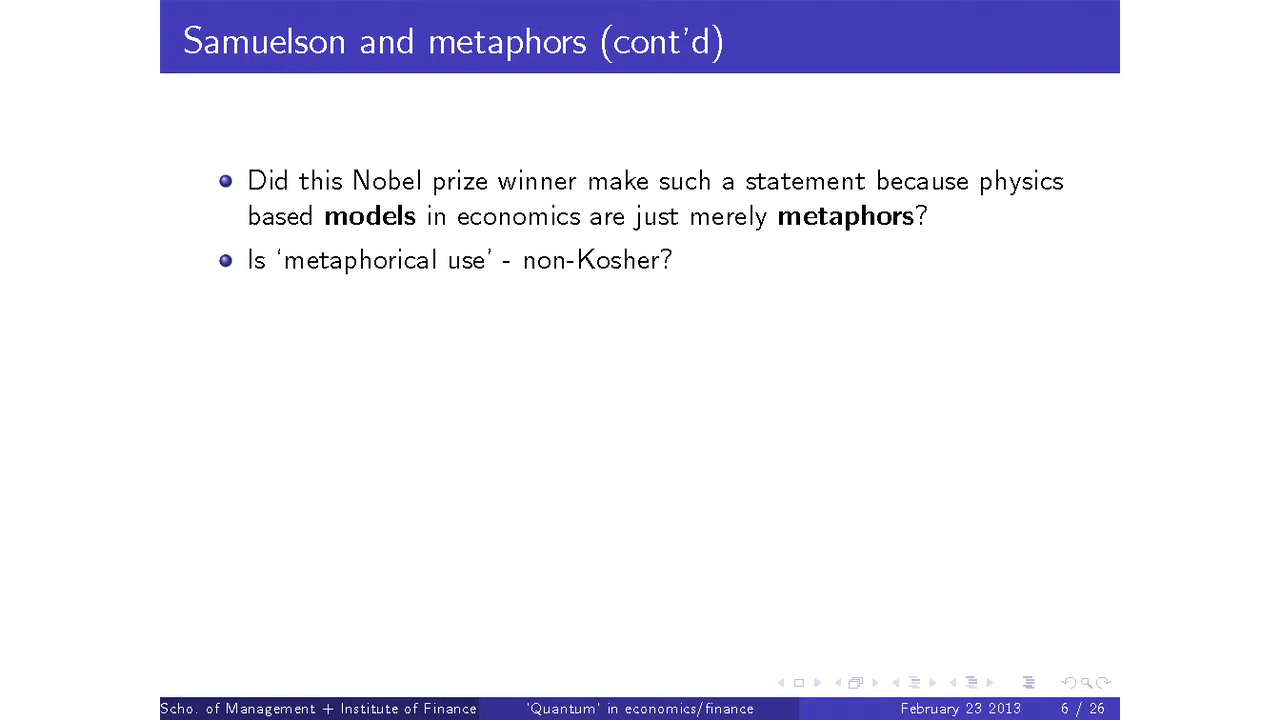 Samuelson and metaphors (cont'd)
Did this Nobel prize winner make such a statement because physics
based models in economics are just merely metaphors?
Is ‘metaphorical use’ - non-Kosher?
Scho. of Management + Institute of Finance
'Quantum' in economics/finance
February 23 2013
6 / 26